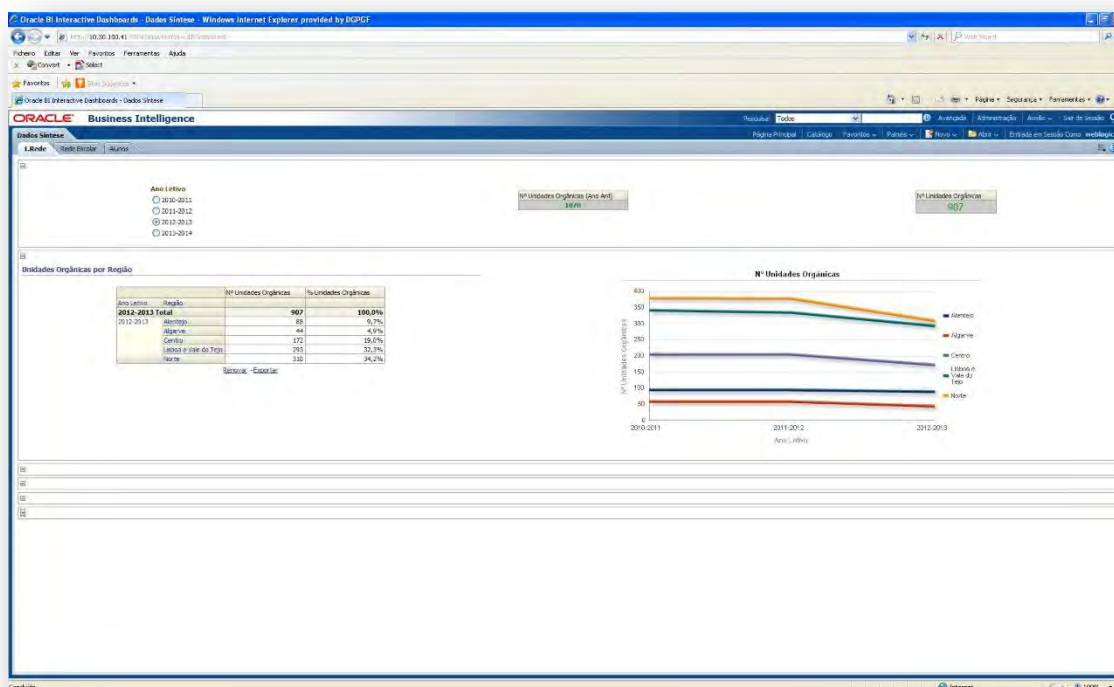 Oracle BI Interactive Dashboards - Dados Síntese - Windows Internet Explorer provided by DGPGF
10.30.100.41
Ficheiro Editar Ver Favoritos Ferramentas Ajuda
x Convert Select
Favoritos
Oracle BI Interactive Dashboards - Dados Síntese
Página Segurança Ferramentas
ORACLE Business Intelligence
Pesquisar Todos Avançada Administração Sair de Sessão
Dados Síntese
Página Principal Catálogo Favoritos Painéis Novo Abrir Entrada em Sessão Como weblogic
1.Rede Rede Escolar Alunos
Ano Letivo
2010-2011
2011-2012
2012-2013
2013-2014
Nº Unidades Orgânicas (Ano Ant)
Nº Unidades Orgânicas
907
Unidades Orgânicas por Região
Nº Unidades Orgânicas % Unidades Orgânicas
Ano Letivo Região
2012-2013 Total 907 100,0%
2012-2013 Alentejo 88 9,7%
Algarve 44 4,9%
Centro 172 19,0%
Lisboa e Vale do Tejo 293 32,3%
Norte 310 34,2%
Renovar - Exportar
Nº Unidades Orgânicas
Nº Unidades Orgânicas
400
350
300
250
200
150
100
50
0
2010-2011 2011-2012 2012-2013
Ano Letivo
Alentejo
Algarve
Centro
Lisboa e
Vale do
Tejo
Norte
Concluído
Internet
100%